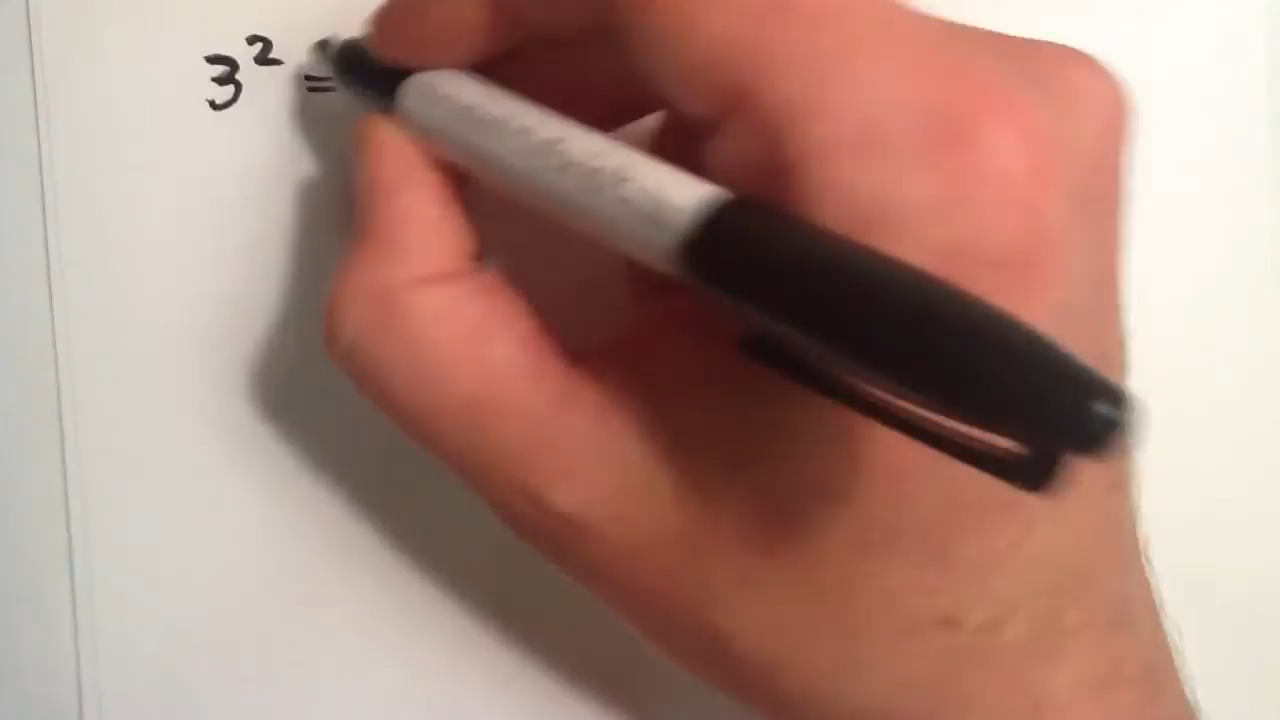 3² =